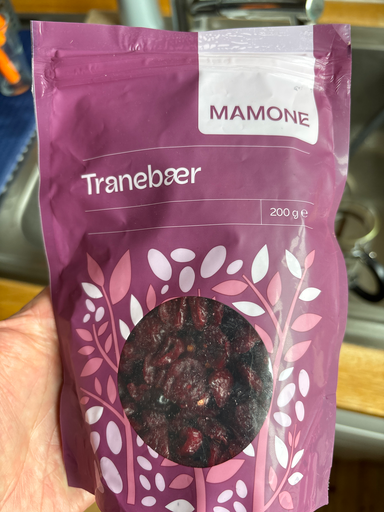 MAMONE
Tranebær
200 g ℮